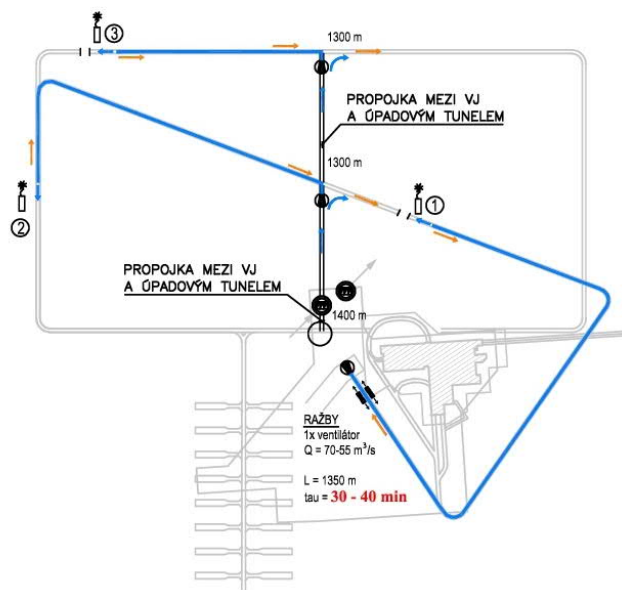 ③
1300 m
PROPOJKA MEZI VJ
A ÚPADOVÝM TUNELEM
1300 m
①
②
PROPOJKA MEZI VJ
A ÚPADOVÝM TUNELEM
1400 m
RAŽBY
1x ventilátor
Q = 70-55 m³/s
L = 1350 m
tau = 30 - 40 min